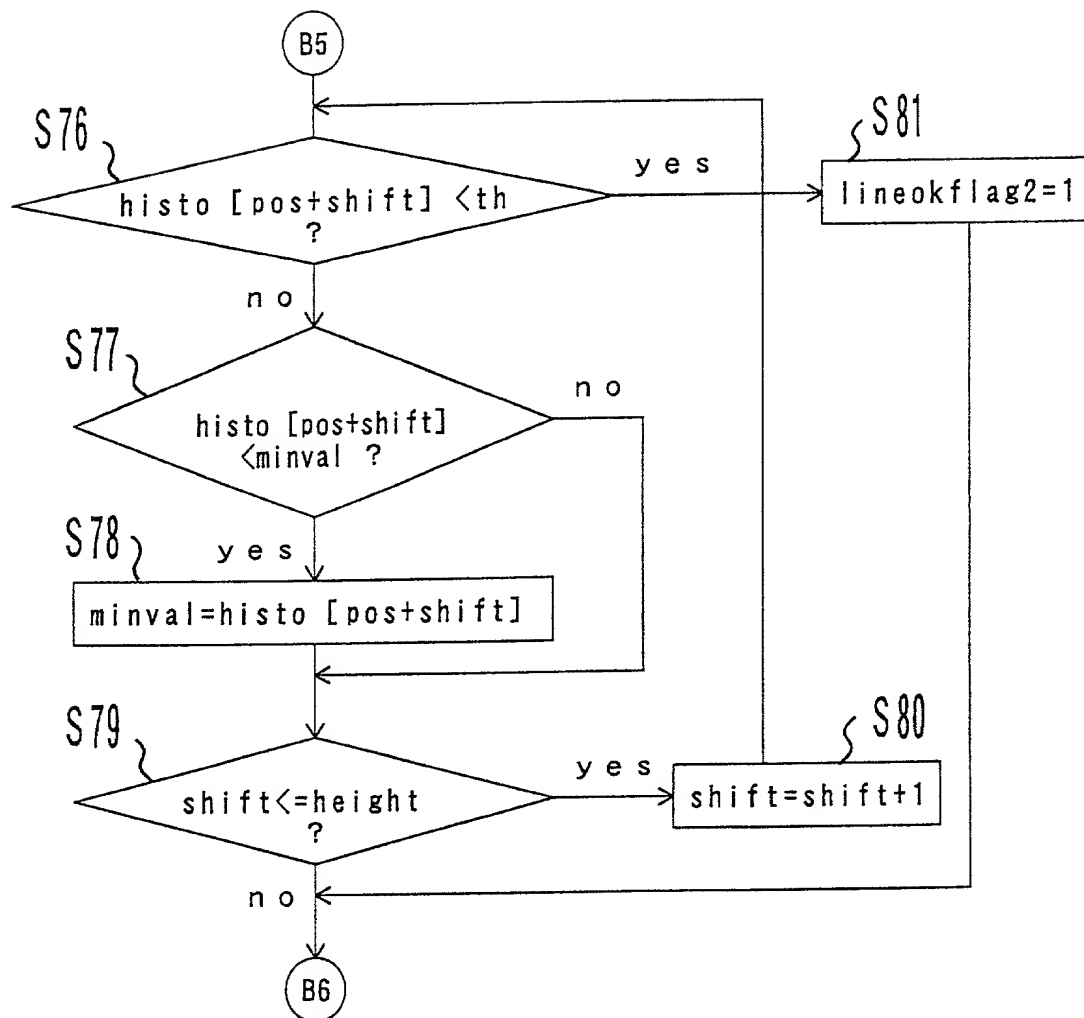 B5
S76
histo [pos+shift] <th
?
yes
S81
lineokflag2=1
no
S77
histo [pos+shift]
<minval ?
no
yes
S78
minval=histo [pos+shift]
S79
shift<=height
?
yes
S80
shift=shift+1
no
B6